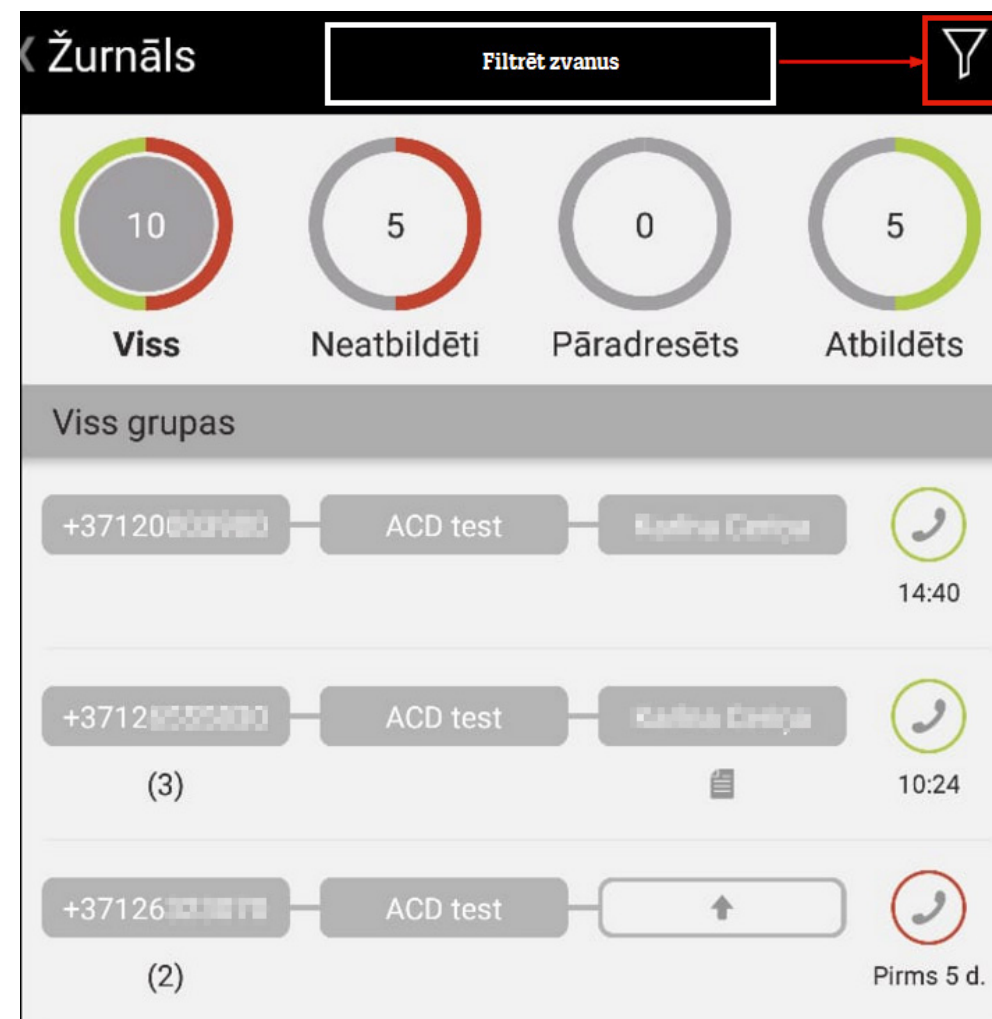 Žurnāls
Filtrēt zvanus
10
5
0
5
Viss
Neatbildēti
Pāradresēts
Atbildēts
Viss grupas
+37120
ACD test
14:40
+3712
ACD test
(3)
10:24
+37126
ACD test
(2)
Pirms 5 d.